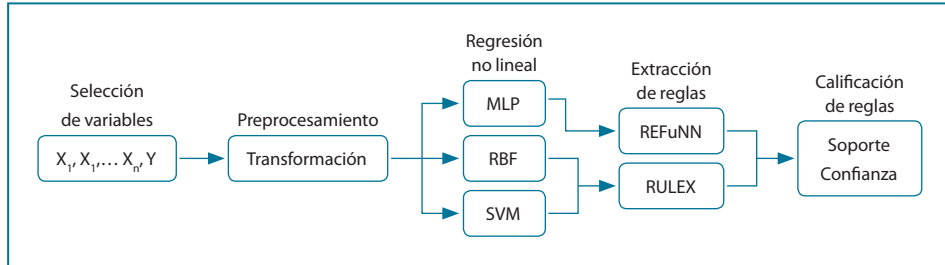 Selección
de variables
X₁, X₁,... Xₙ, Y
Preprocesamiento
Transformación
Regresión
no lineal
MLP
RBF
SVM
Extracción
de reglas
REFuNN
RULEX
Calificación
de reglas
Soporte
Confianza